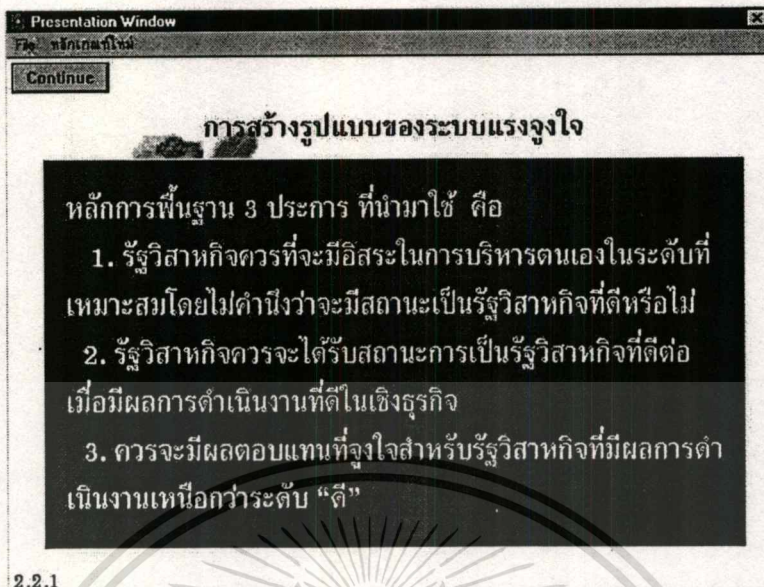 Presentation Window
File หลักเกณฑ์ใหม่
Continue
การสร้างรูปแบบของระบบแรงจูงใจ
หลักการพื้นฐาน 3 ประการ ที่นำมาใช้ คือ
1. รัฐวิสาหกิจควรที่จะมีอิสระในการบริหารตนเองในระดับที่
เหมาะสมโดยไม่คำนึงว่าจะมีสถานะเป็นรัฐวิสาหกิจที่ดีหรือไม่
2. รัฐวิสาหกิจควรจะได้รับสถานะการเป็นรัฐวิสาหกิจที่ดีต่อ
เมื่อมีผลการดำเนินงานที่ดีในเชิงธุรกิจ
3. ควรจะมีผลตอบแทนที่จูงใจสำหรับรัฐวิสาหกิจที่มีผลการดำ
เนินงานเหนือกว่าระดับ “ดี”
2.2.1